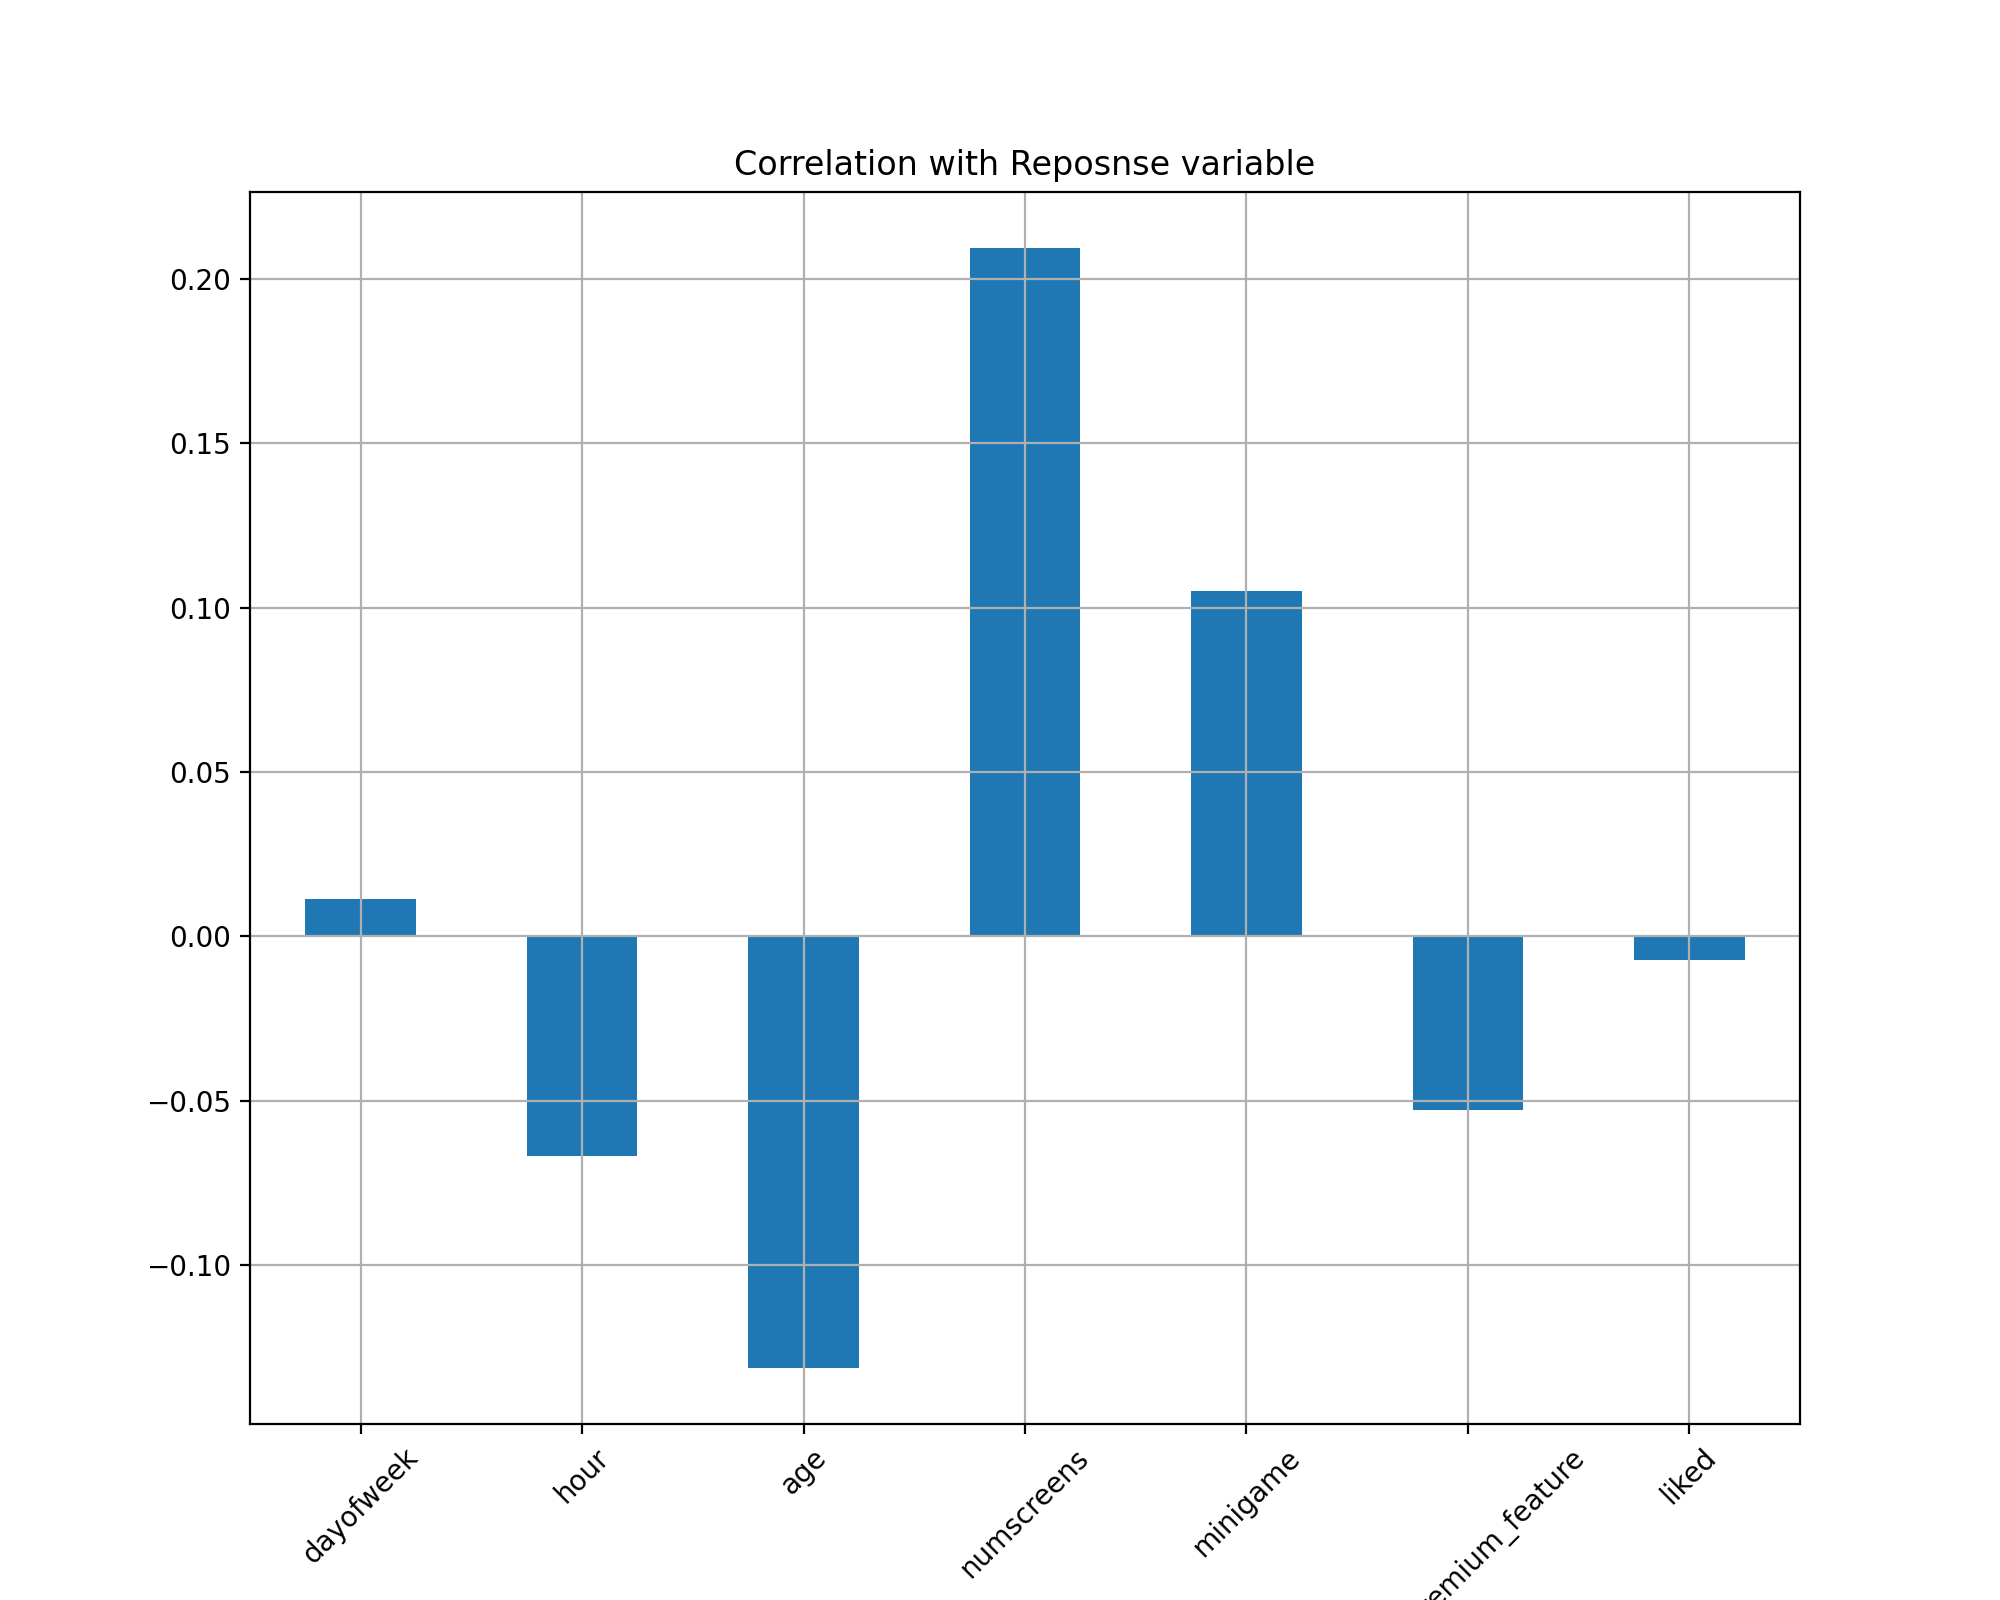 Correlation with Reposnse variable
0.20
0.15
0.10
0.05
0.00
−0.05
−0.10
dayofweek
hour
age
numscreens
minigame
emium_feature
liked